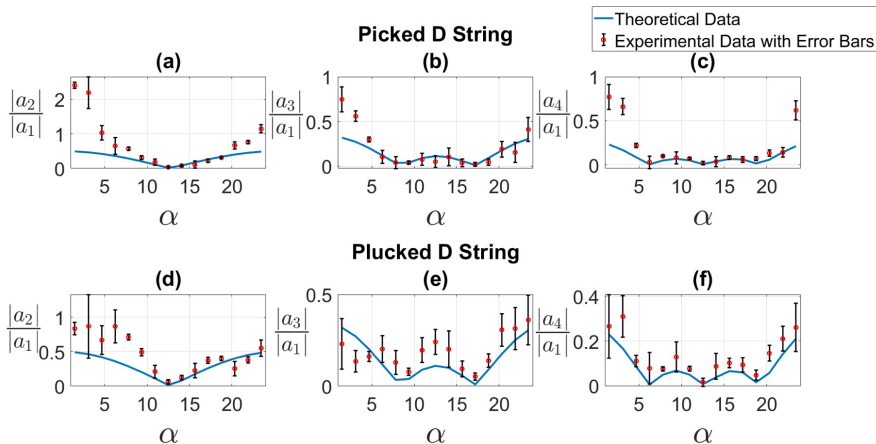 Theoretical Data
Experimental Data with Error Bars
Picked D String
(a) (b) (c)
|a2|/|a1| 2 1 0 5 10 15 20 α
|a3|/|a1| 1 0.5 0 5 10 15 20 α
|a4|/|a1| 1 0.5 0 5 10 15 20 α
Plucked D String
(d) (e) (f)
|a2|/|a1| 1 0.5 0 5 10 15 20 α
|a3|/|a1| 0.5 0 5 10 15 20 α
|a4|/|a1| 0.4 0.2 0 5 10 15 20 α